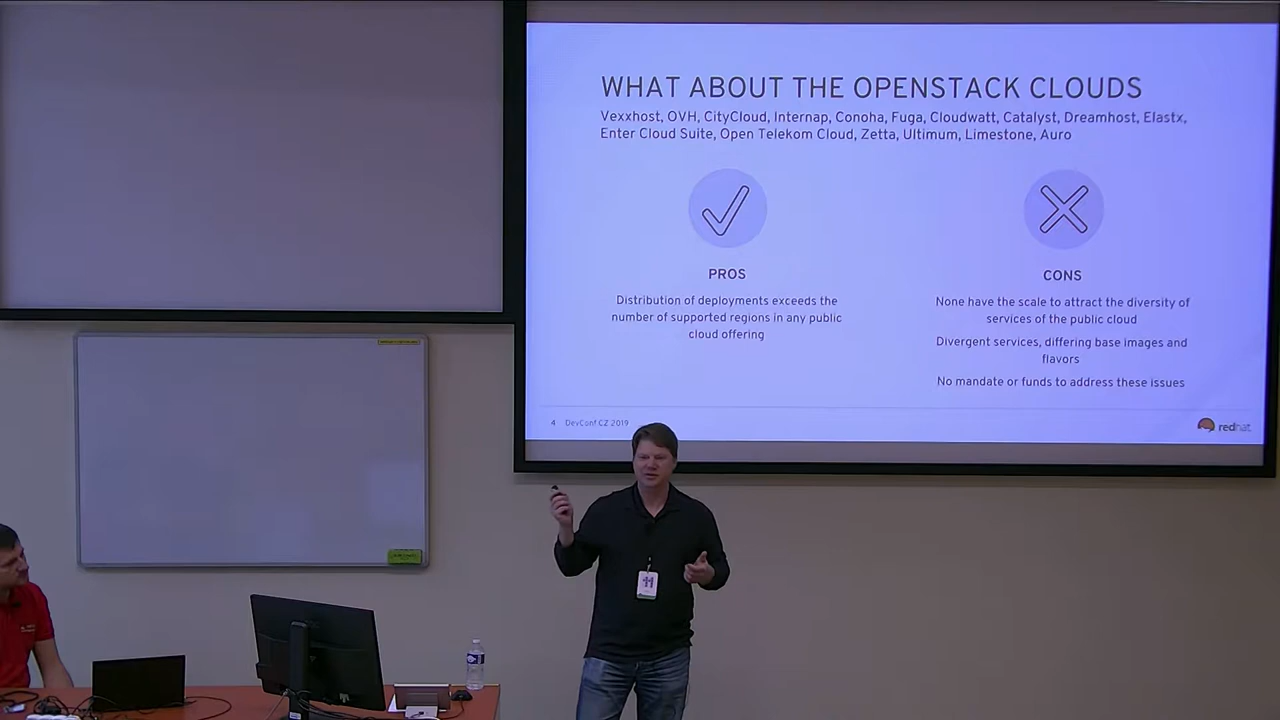 WHAT ABOUT THE OPENSTACK CLOUDS
Vexxhost, OVH, CityCloud, Internap, Conoha, Fuga, Cloudwatt, Catalyst, Dreamhost, Elastx,
Enter Cloud Suite, Open Telekom Cloud, Zetta, Ultimum, Limestone, Auro
PROS
Distribution of deployments exceeds the
number of supported regions in any public
cloud offering
CONS
None have the scale to attract the diversity of
services of the public cloud
Divergent services, differing base images and
flavors
No mandate or funds to address these issues
4 DevConf.CZ 2019
redhat